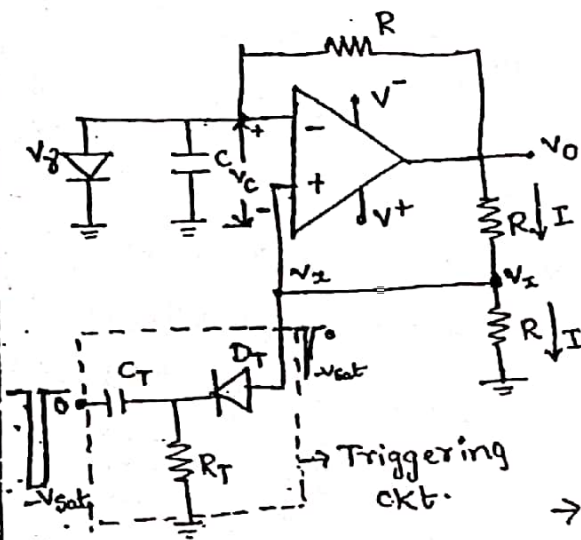 R
V⁻
Vγ
C
+
vc
-
-
+
V⁺
vo
R
I
vx
vx
R
I
DT
0
-vsat
CT
0
RT
-Vsat
→ Triggering
ckt.
→